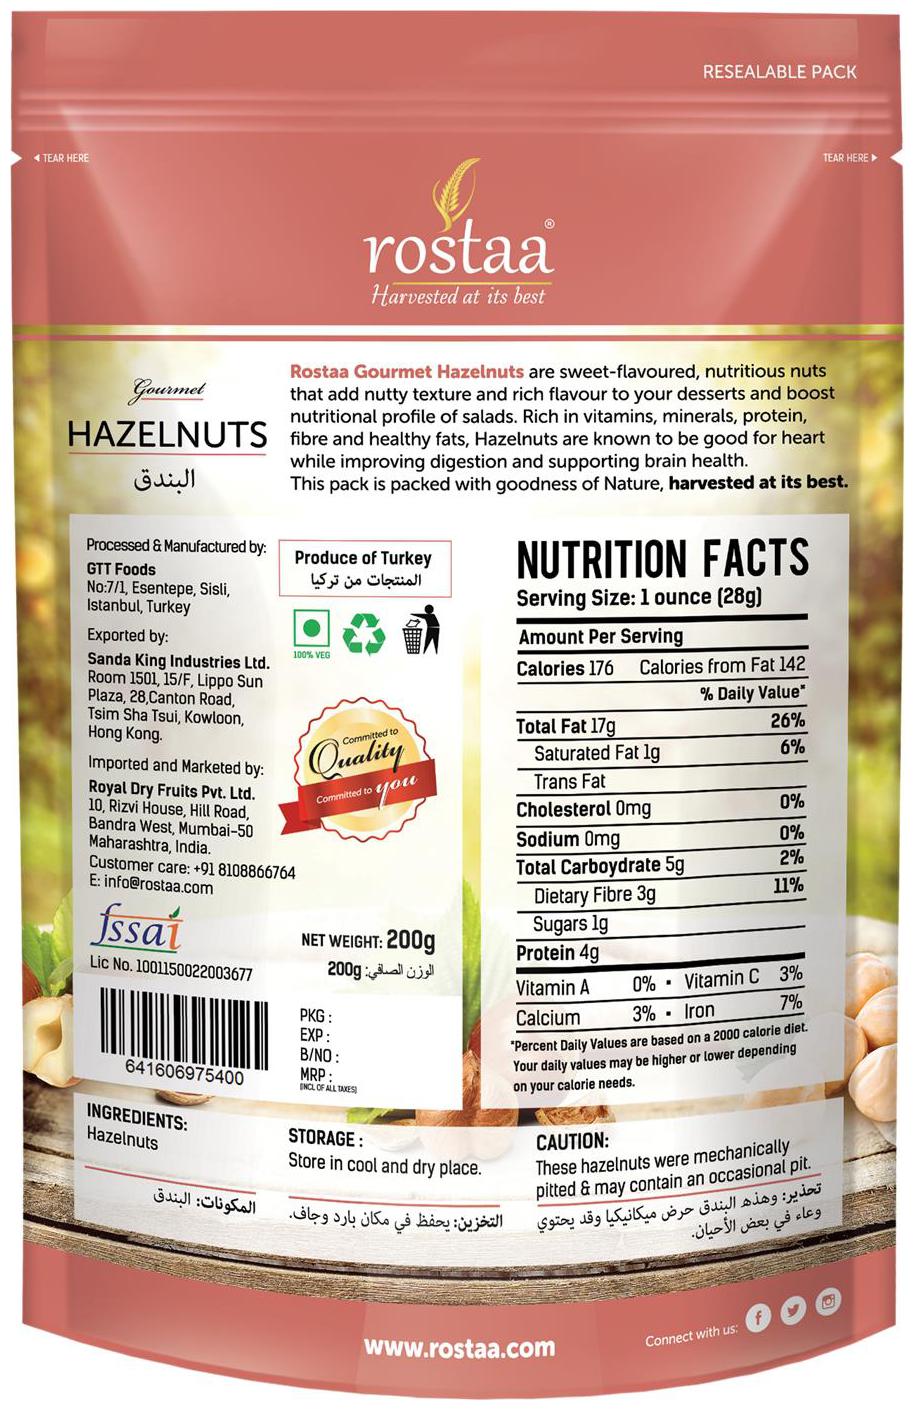 RESEALABLE PACK
TEAR HERE
TEAR HERE
rostaa®
Harvested at its best
Gourmet
HAZELNUTS
البندق
Rostaa Gourmet Hazelnuts are sweet-flavoured, nutritious nuts
that add nutty texture and rich flavour to your desserts and boost
nutritional profile of salads. Rich in vitamins, minerals, protein,
fibre and healthy fats, Hazelnuts are known to be good for heart
while improving digestion and supporting brain health.
This pack is packed with goodness of Nature, harvested at its best.
Processed & Manufactured by:
GTT Foods
No:7/1, Esentepe, Sisli,
Istanbul, Turkey
Exported by:
Sanda King Industries Ltd.
Room 1501, 15/F, Lippo Sun
Plaza, 28,Canton Road,
Tsim Sha Tsui, Kowloon,
Hong Kong.
Imported and Marketed by:
Royal Dry Fruits Pvt. Ltd.
10, Rizvi House, Hill Road,
Bandra West, Mumbai-50
Maharashtra, India.
Customer care: +91 8108866764
E: info@rostaa.com
fssai
Lic No. 1001150022003677
641606975400
Produce of Turkey
المنتجات من تركيا
100% VEG
Committed to
Quality
Committed to you
NET WEIGHT: 200g
الوزن الصافي: 200g
PKG :
EXP :
B/NO :
MRP :
(INCL OF ALL TAXES)
NUTRITION FACTS
Serving Size: 1 ounce (28g)
Amount Per Serving
Calories 176 Calories from Fat 142
% Daily Value*
Total Fat 17g 26%
Saturated Fat 1g 6%
Trans Fat
Cholesterol 0mg 0%
Sodium 0mg 0%
Total Carboydrate 5g 2%
Dietary Fibre 3g 11%
Sugars 1g
Protein 4g
Vitamin A 0% • Vitamin C 3%
Calcium 3% • Iron 7%
*Percent Daily Values are based on a 2000 calorie diet.
Your daily values may be higher or lower depending
on your calorie needs.
INGREDIENTS:
Hazelnuts
المكونات: البندق
STORAGE :
Store in cool and dry place.
التخزين: يحفظ في مكان بارد وجاف.
CAUTION:
These hazelnuts were mechanically
pitted & may contain an occasional pit.
تحذير: وهذه البندق حرض ميكانيكيا وقد يحتوي
وعاء في بعض الأحيان.
www.rostaa.com
Connect with us: